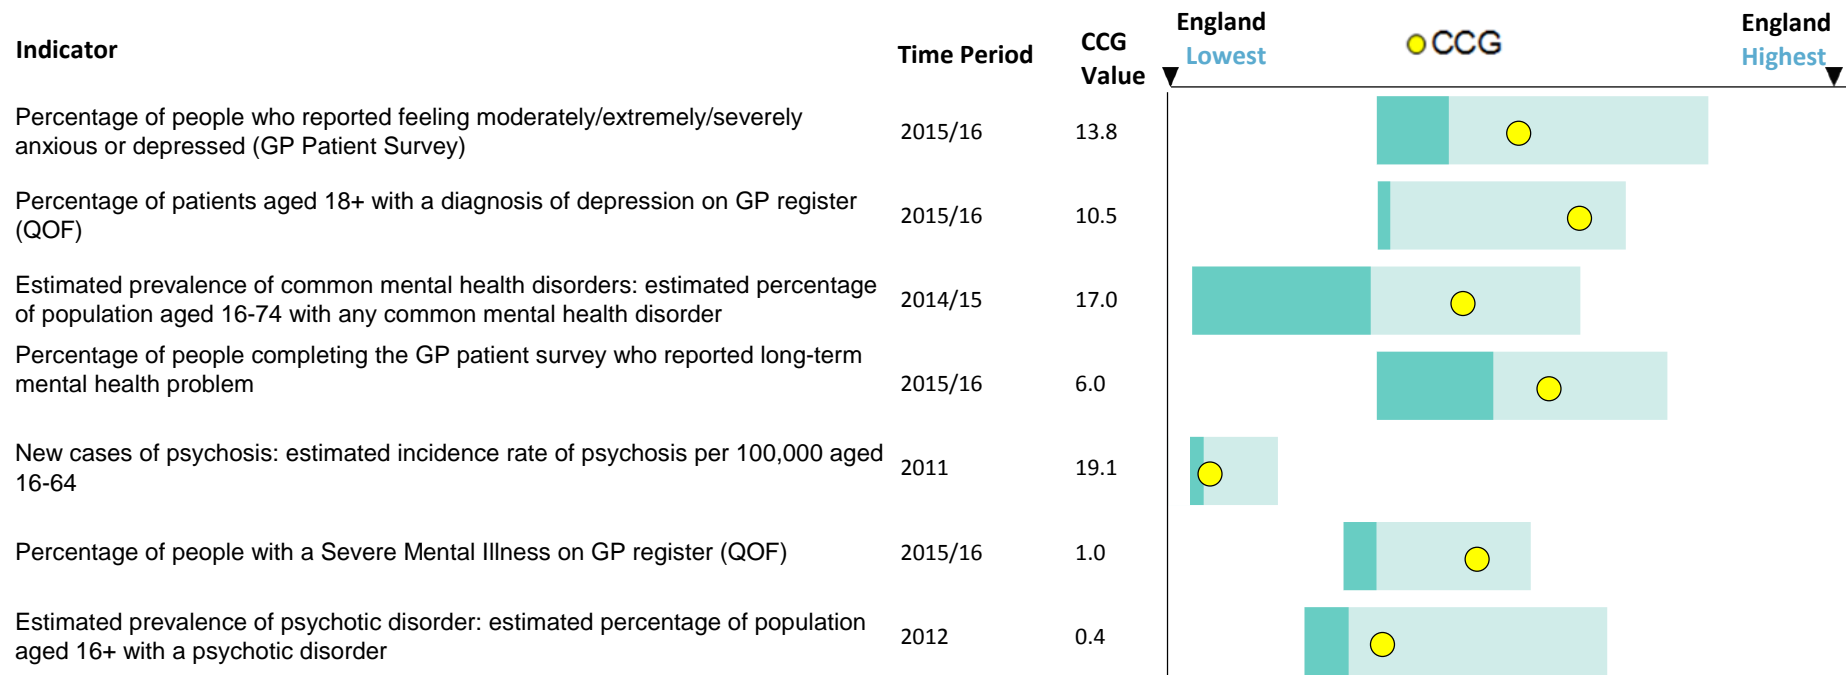 Indicator
Time Period
CCG
Value
England
Lowest
CCG
England
Highest
Percentage of people who reported feeling moderately/extremely/severely
anxious or depressed (GP Patient Survey)
2015/16
13.8
Percentage of patients aged 18+ with a diagnosis of depression on GP register
(QOF)
2015/16
10.5
Estimated prevalence of common mental health disorders: estimated percentage
of population aged 16-74 with any common mental health disorder
2014/15
17.0
Percentage of people completing the GP patient survey who reported long-term
mental health problem
2015/16
6.0
New cases of psychosis: estimated incidence rate of psychosis per 100,000 aged
16-64
2011
19.1
Percentage of people with a Severe Mental Illness on GP register (QOF)
2015/16
1.0
Estimated prevalence of psychotic disorder: estimated percentage of population
aged 16+ with a psychotic disorder
2012
0.4